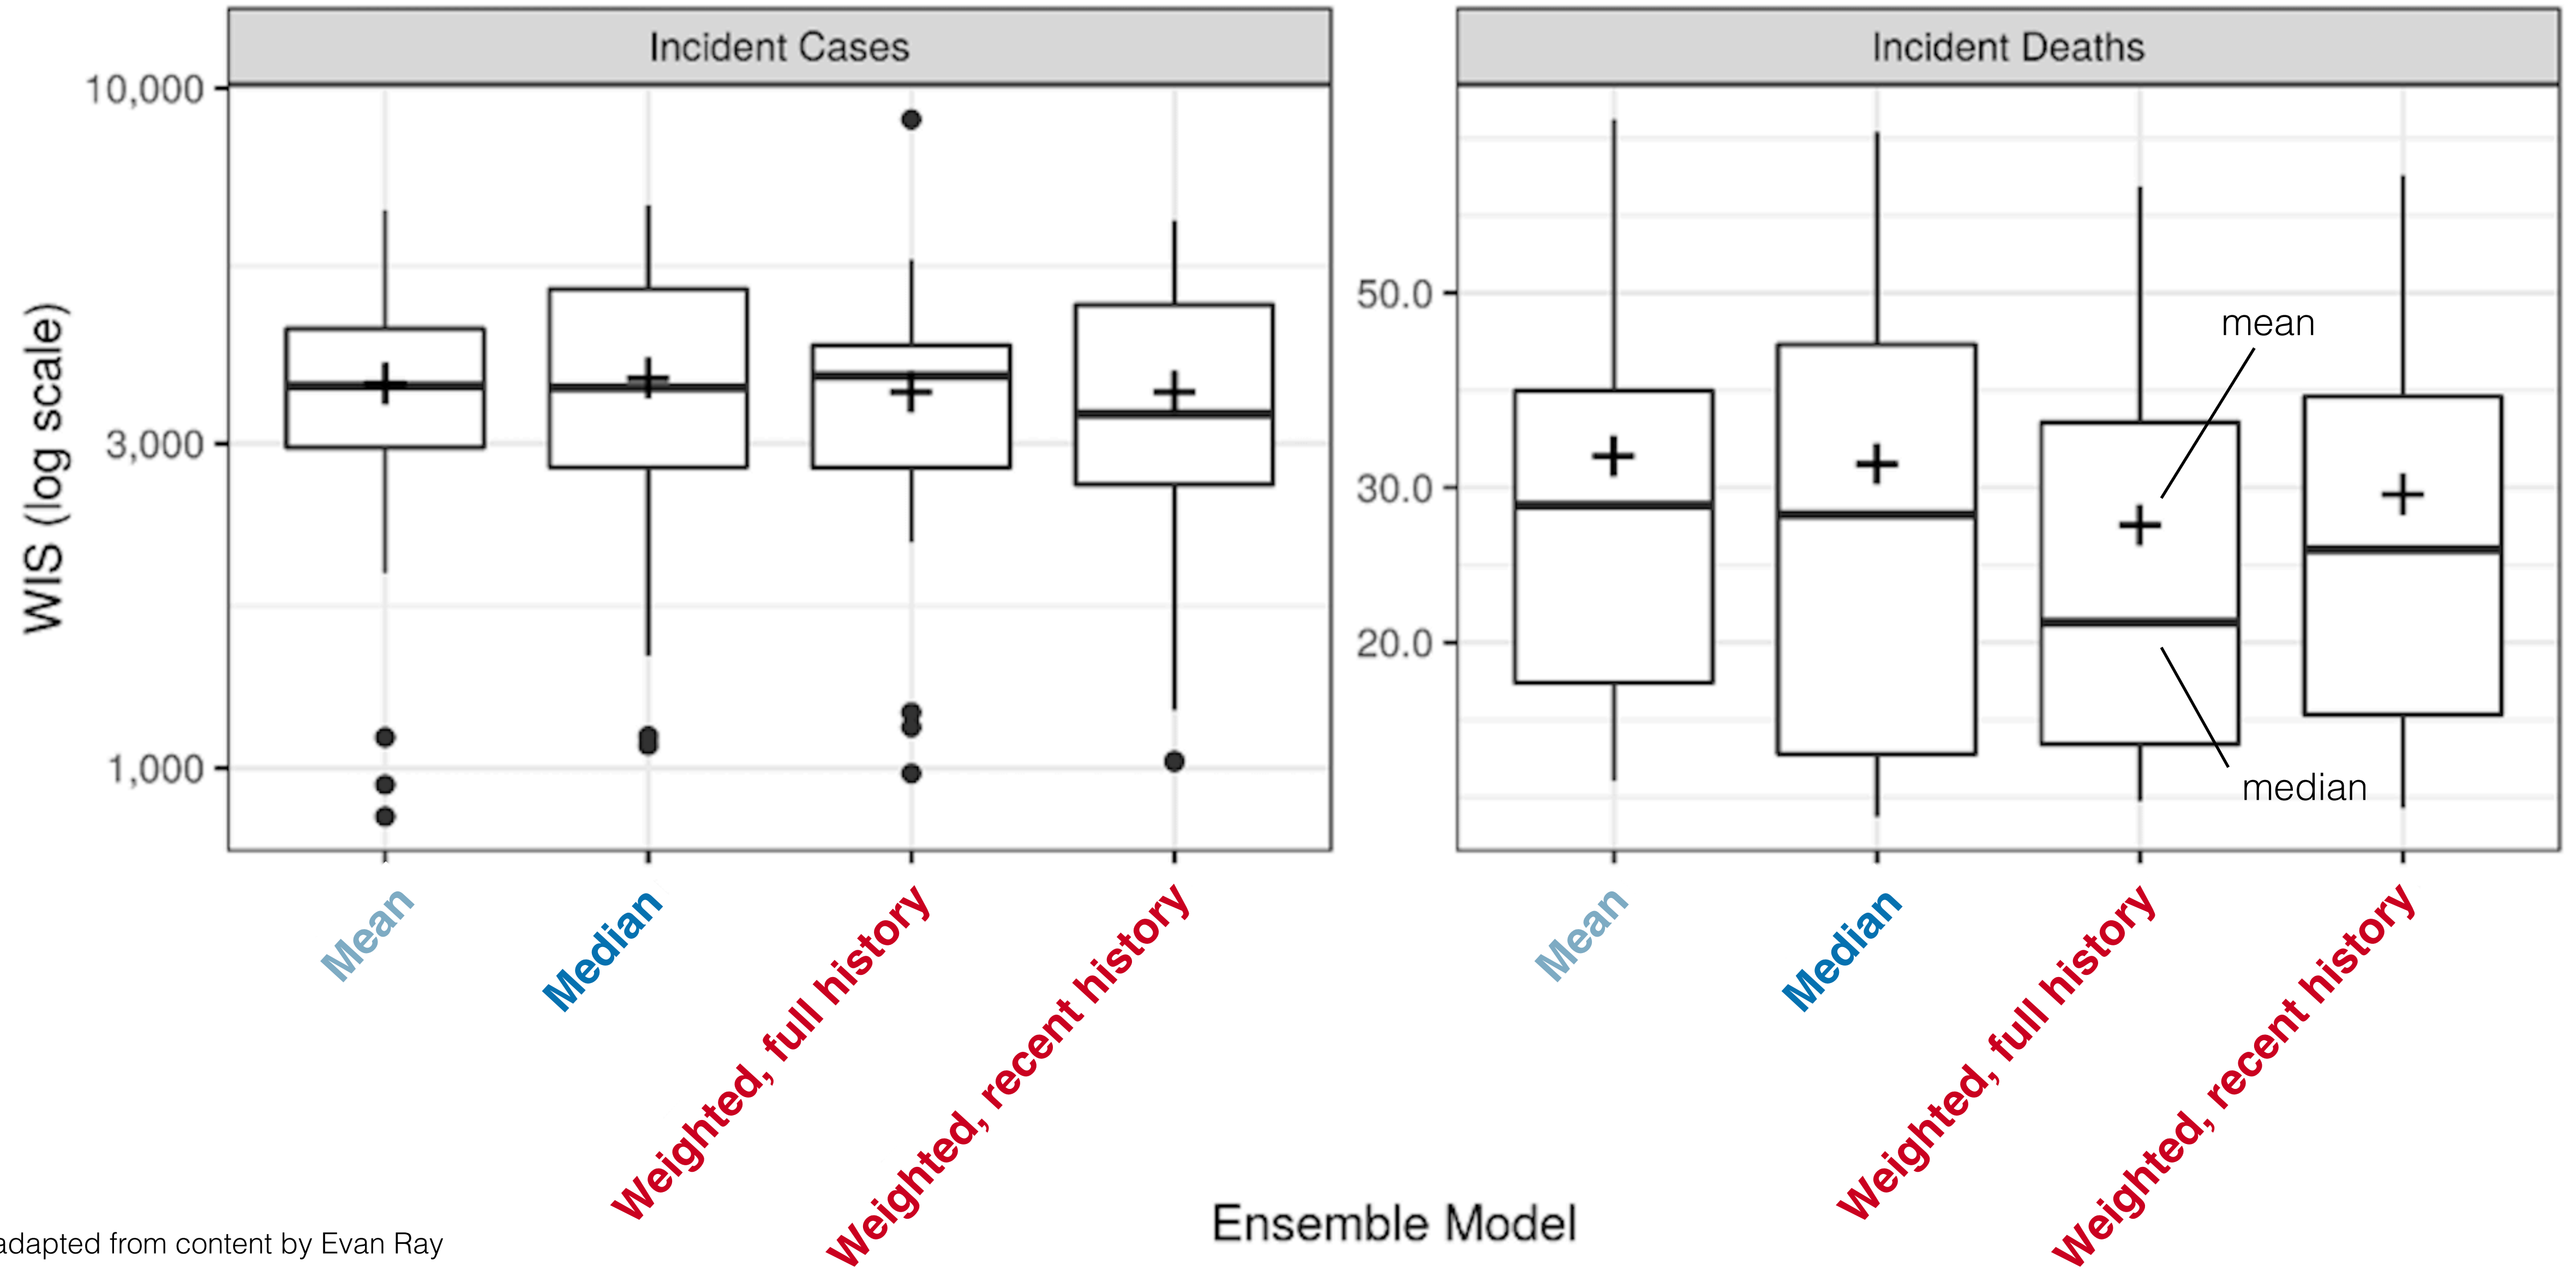 Incident Cases
Incident Deaths
WIS (log scale)
10,000
3,000
1,000
50.0
30.0
20.0
mean
median
Mean
Median
Weighted, full history
Weighted, recent history
Mean
Median
Weighted, full history
Weighted, recent history
Ensemble Model
adapted from content by Evan Ray